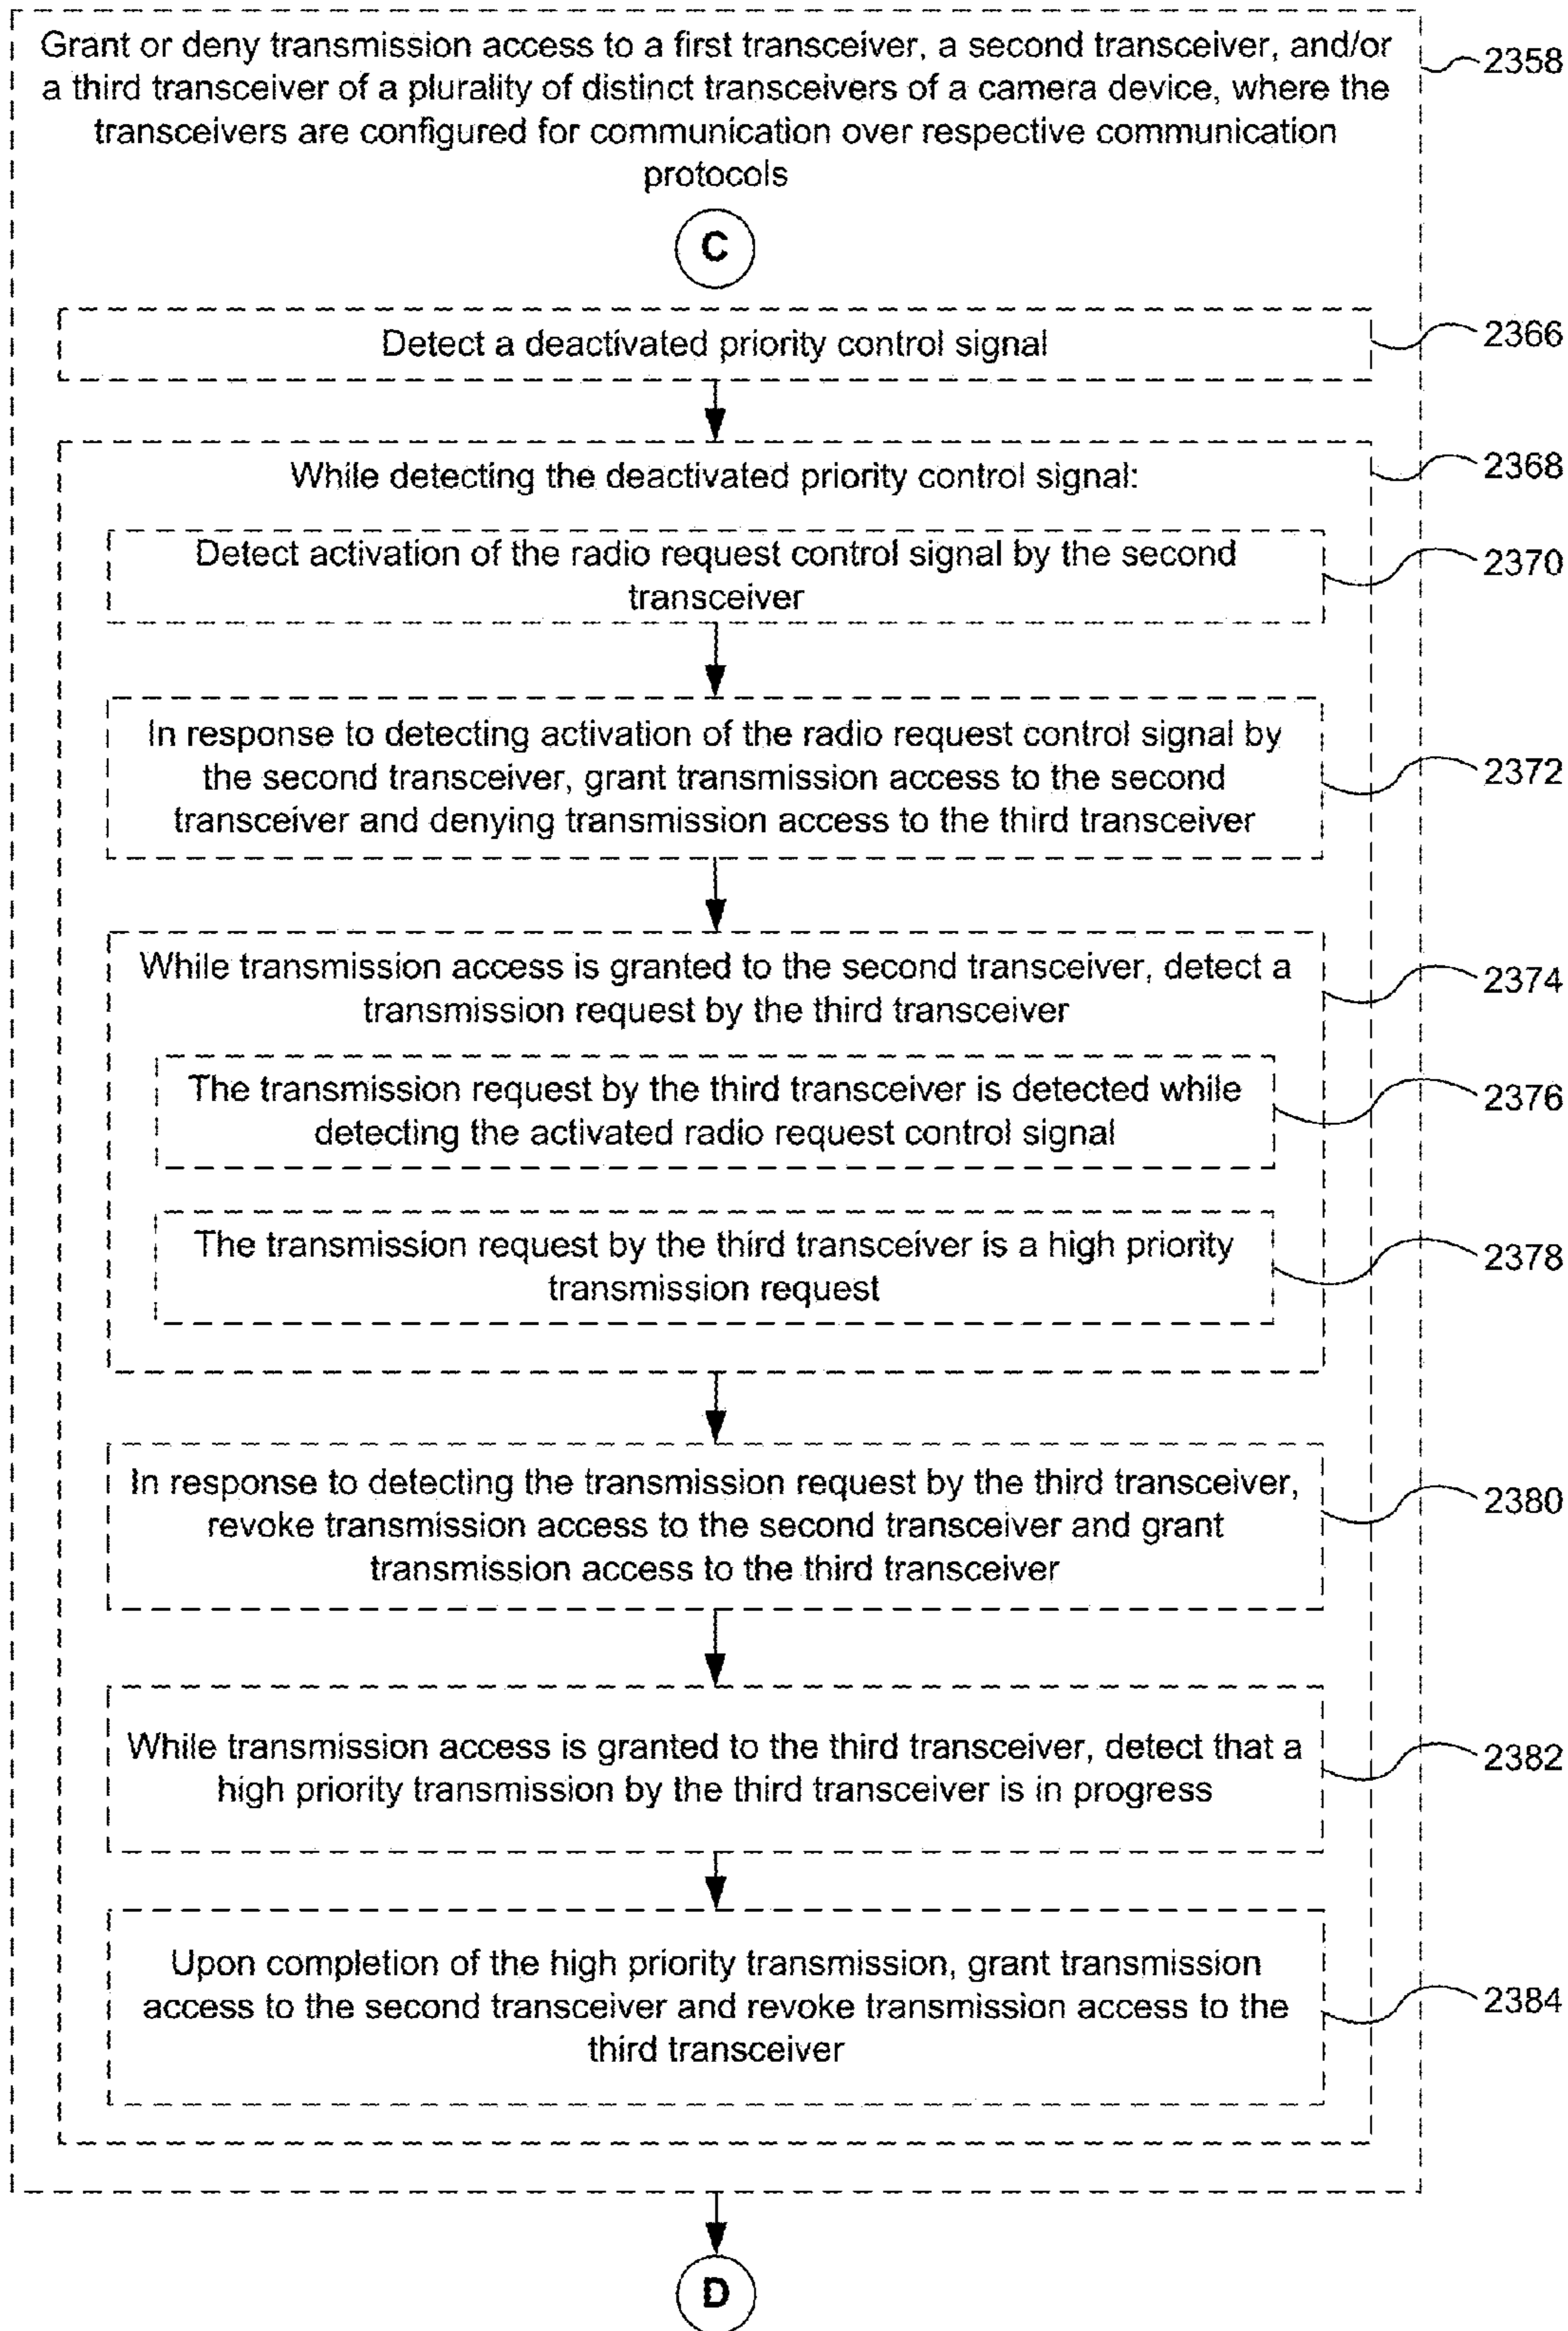 Grant or deny transmission access to a first transceiver, a second transceiver, and/or
a third transceiver of a plurality of distinct transceivers of a camera device, where the
transceivers are configured for communication over respective communication
protocols
2358
C
Detect a deactivated priority control signal
2366
While detecting the deactivated priority control signal:
2368
Detect activation of the radio request control signal by the second
transceiver
2370
In response to detecting activation of the radio request control signal by
the second transceiver, grant transmission access to the second
transceiver and denying transmission access to the third transceiver
2372
While transmission access is granted to the second transceiver, detect a
transmission request by the third transceiver
2374
The transmission request by the third transceiver is detected while
detecting the activated radio request control signal
2376
The transmission request by the third transceiver is a high priority
transmission request
2378
In response to detecting the transmission request by the third transceiver,
revoke transmission access to the second transceiver and grant
transmission access to the third transceiver
2380
While transmission access is granted to the third transceiver, detect that a
high priority transmission by the third transceiver is in progress
2382
Upon completion of the high priority transmission, grant transmission
access to the second transceiver and revoke transmission access to the
third transceiver
2384
D